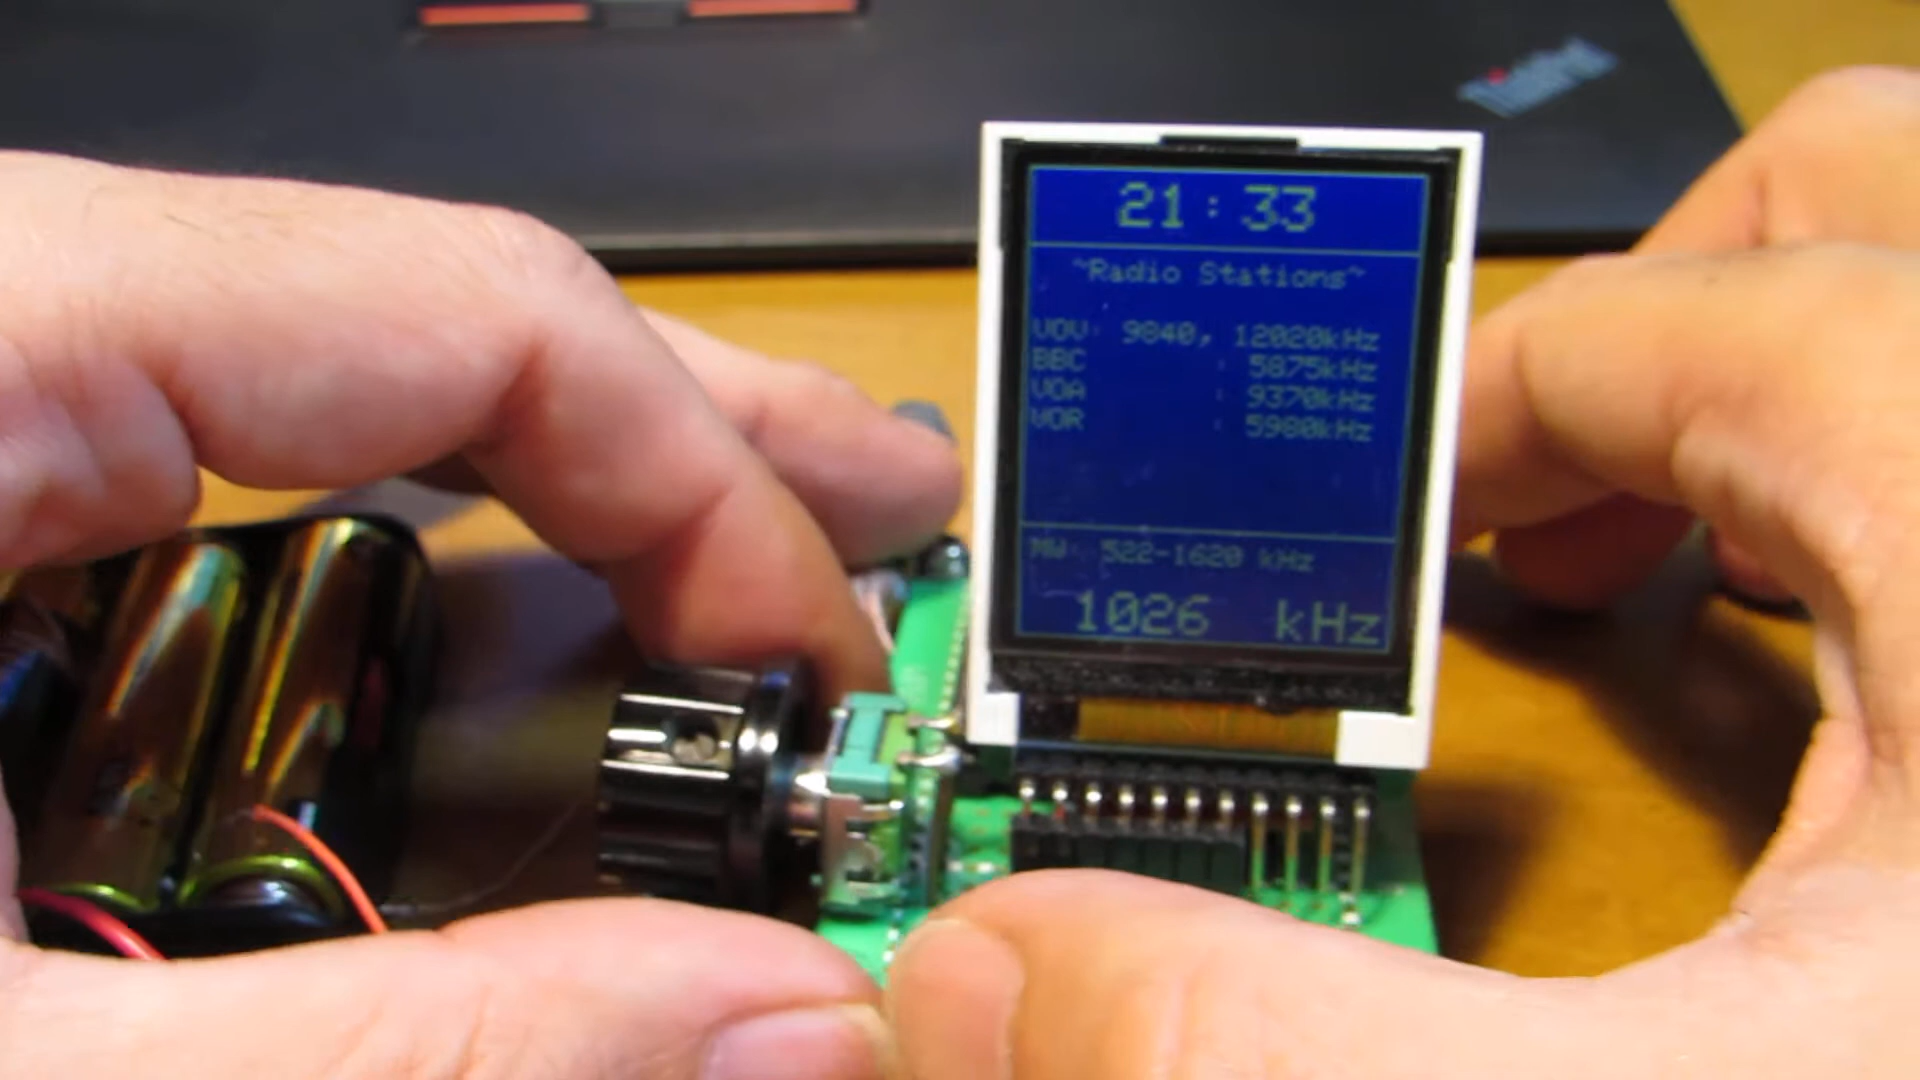 ThinkPad
21:33
~Radio Stations~
VOV: 9840, 12020kHz
BBC : 5875kHz
VOA : 9370kHz
VOR : 5980kHz
MW: 522-1620 kHz
1026 kHz